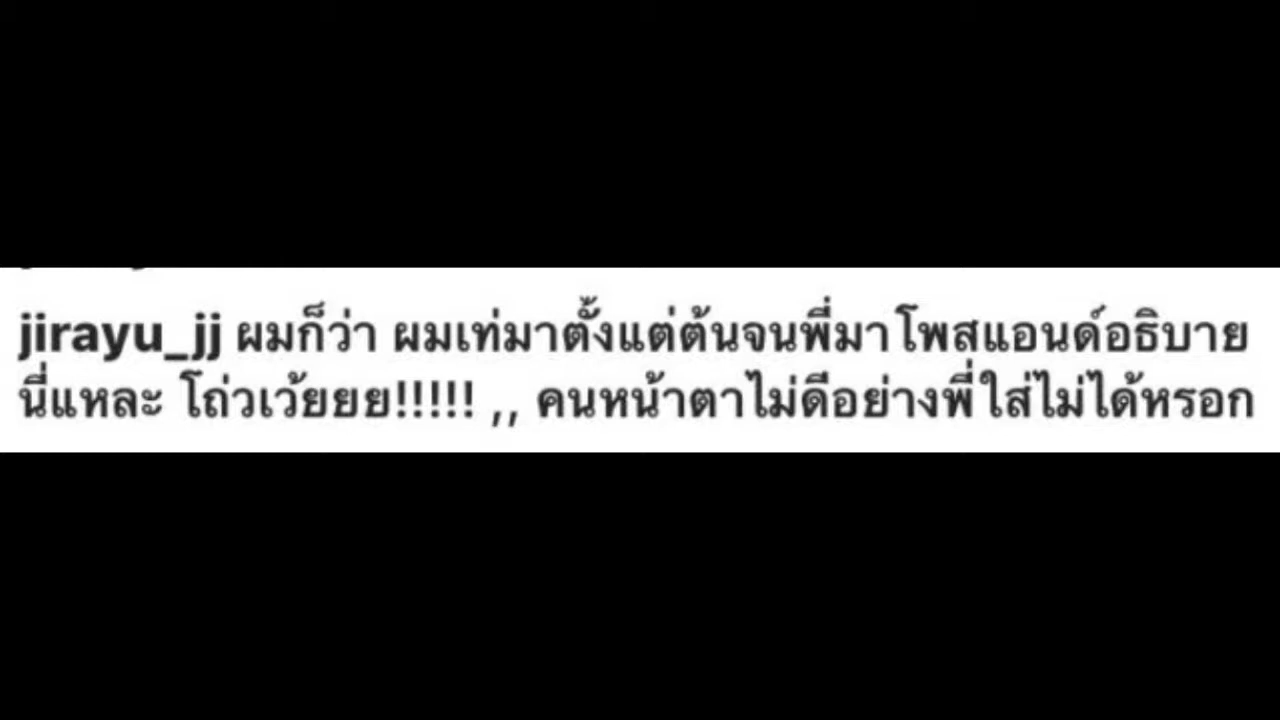 jirayu_jj ผมก็ว่า ผมเท่มาตั้งแต่ต้นจนพี่มาโพสแอนด์อธิบาย
นี่แหละ โถ่วเว้ยยย!!!!! ,, คนหน้าตาไม่ดีอย่างพี่ใส่ไม่ได้หรอก